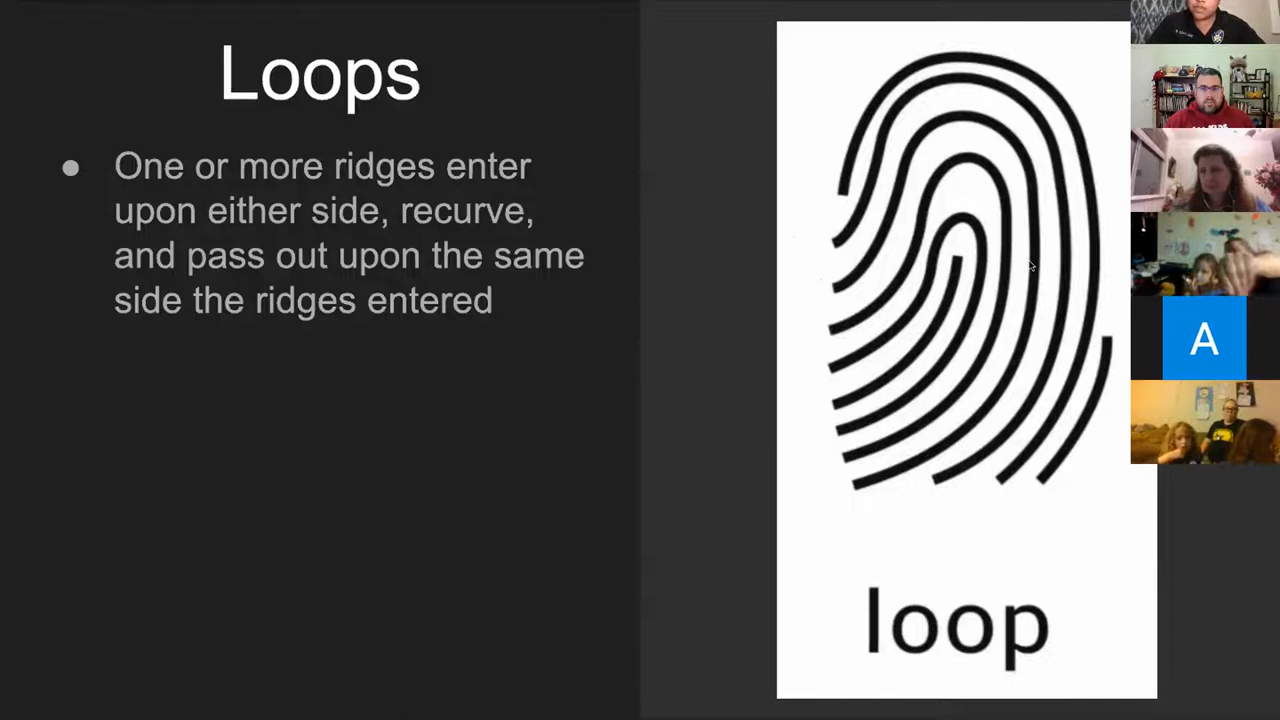 Loops
● One or more ridges enter
upon either side, recurve,
and pass out upon the same
side the ridges entered
loop
A